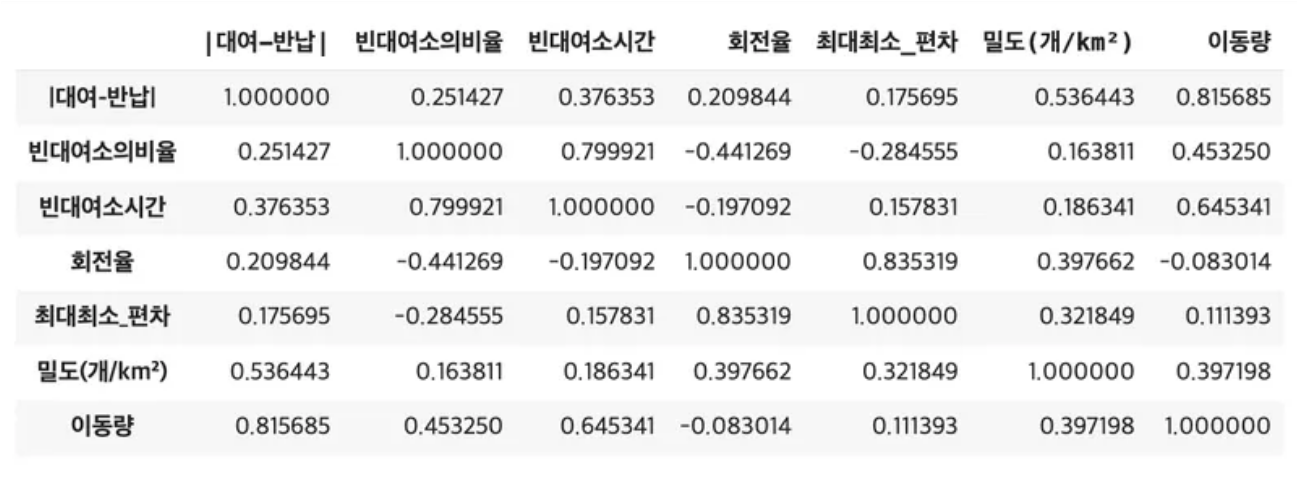 |대여-반납| 빈대여소의비율 빈대여소시간 회전율 최대최소_편차 밀도(개/km²) 이동량
|대여-반납| 1.000000 0.251427 0.376353 0.209844 0.175695 0.536443 0.815685
빈대여소의비율 0.251427 1.000000 0.799921 -0.441269 -0.284555 0.163811 0.453250
빈대여소시간 0.376353 0.799921 1.000000 -0.197092 0.157831 0.186341 0.645341
회전율 0.209844 -0.441269 -0.197092 1.000000 0.835319 0.397662 -0.083014
최대최소_편차 0.175695 -0.284555 0.157831 0.835319 1.000000 0.321849 0.111393
밀도(개/km²) 0.536443 0.163811 0.186341 0.397662 0.321849 1.000000 0.397198
이동량 0.815685 0.453250 0.645341 -0.083014 0.111393 0.397198 1.000000